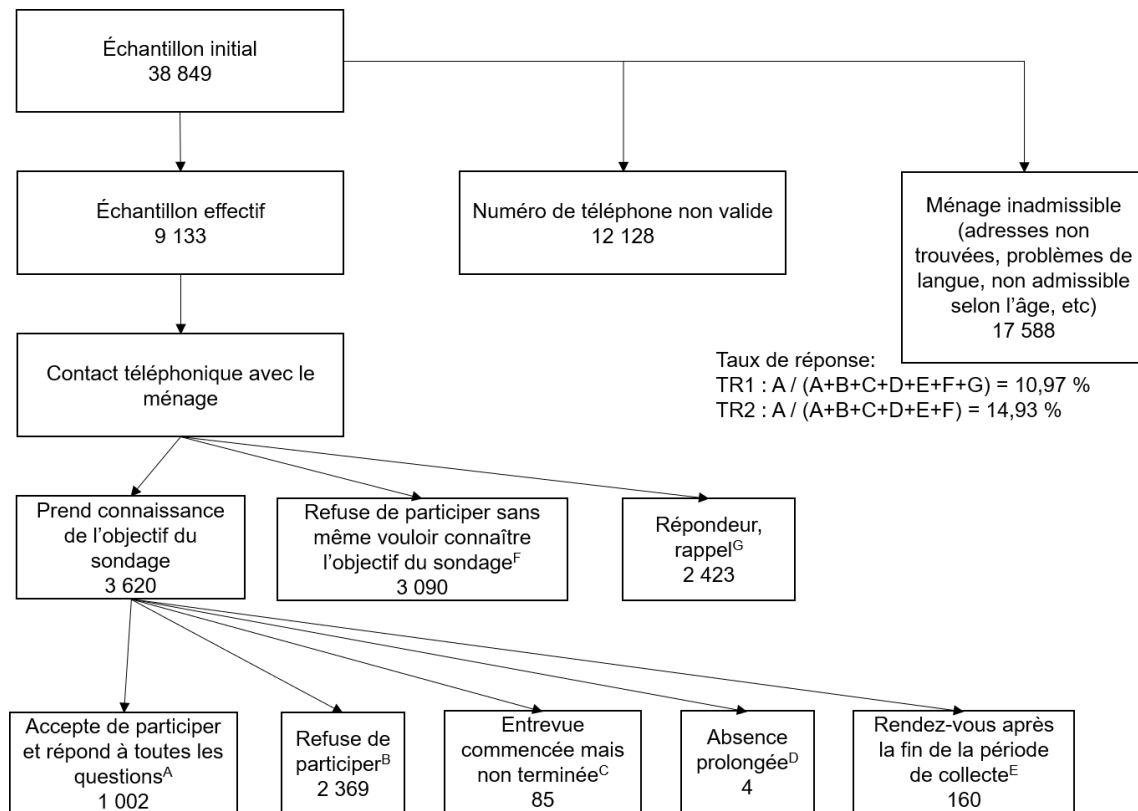 Échantillon initial
38 849
Échantillon effectif
9 133
Numéro de téléphone non valide
12 128
Ménage inadmissible
(adresses non
trouvées, problèmes de
langue, non admissible
selon l’âge, etc)
17 588
Contact téléphonique avec le
ménage
Taux de réponse:
TR1 : A / (A+B+C+D+E+F+G) = 10,97 %
TR2 : A / (A+B+C+D+E+F) = 14,93 %
Prend connaissance
de l’objectif du
sondage
3 620
Refuse de participer sans
même vouloir connaître
l’objectif du sondageF
3 090
Répondeur,
rappelG
2 423
Accepte de participer
et répond à toutes les
questionsA
1 002
Refuse de
participerB
2 369
Entrevue
commencée mais
non terminéeC
85
Absence
prolongéeD
4
Rendez-vous après
la fin de la période
de collecteE
160